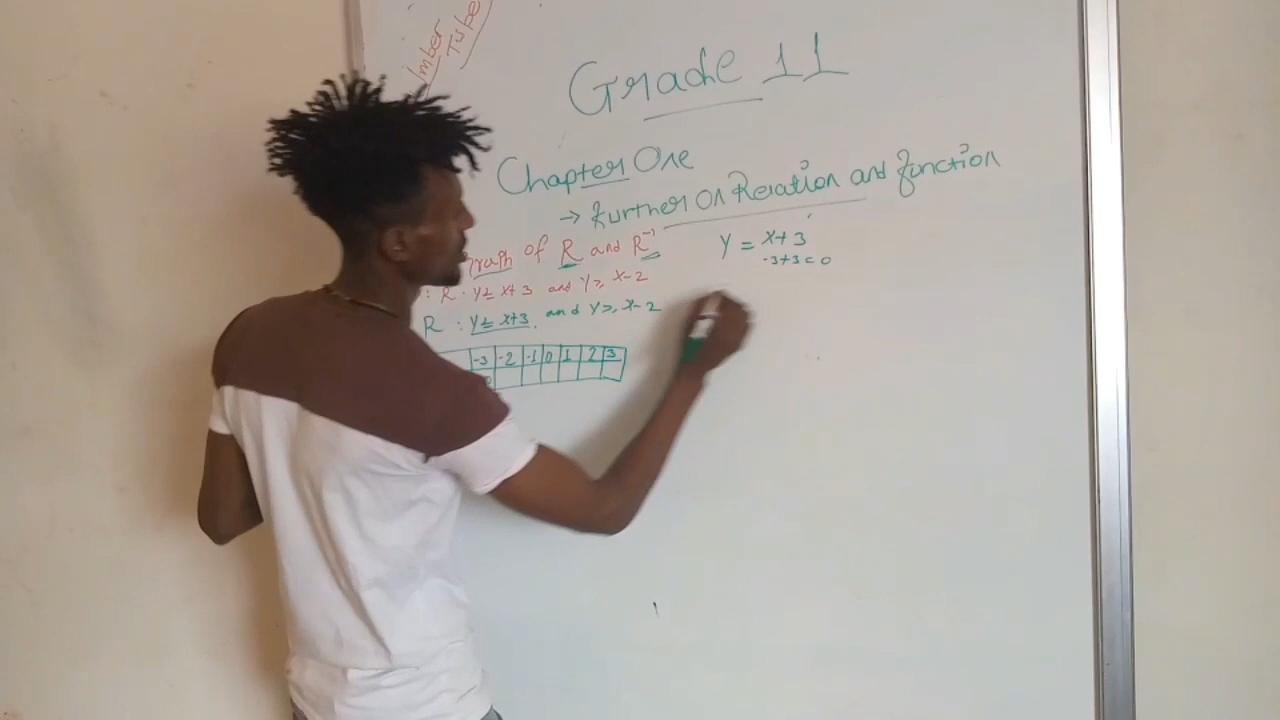 Tube
Grade 11
Chapter One
→ further on Relation and function
of R and R⁻¹
: R : y ≤ x+3 and y ≥ x-2
R : y ≤ x+3 . and y ≥ x-2
-3 -2 -1 0 1 2 3
y = x+3
-3+3=0